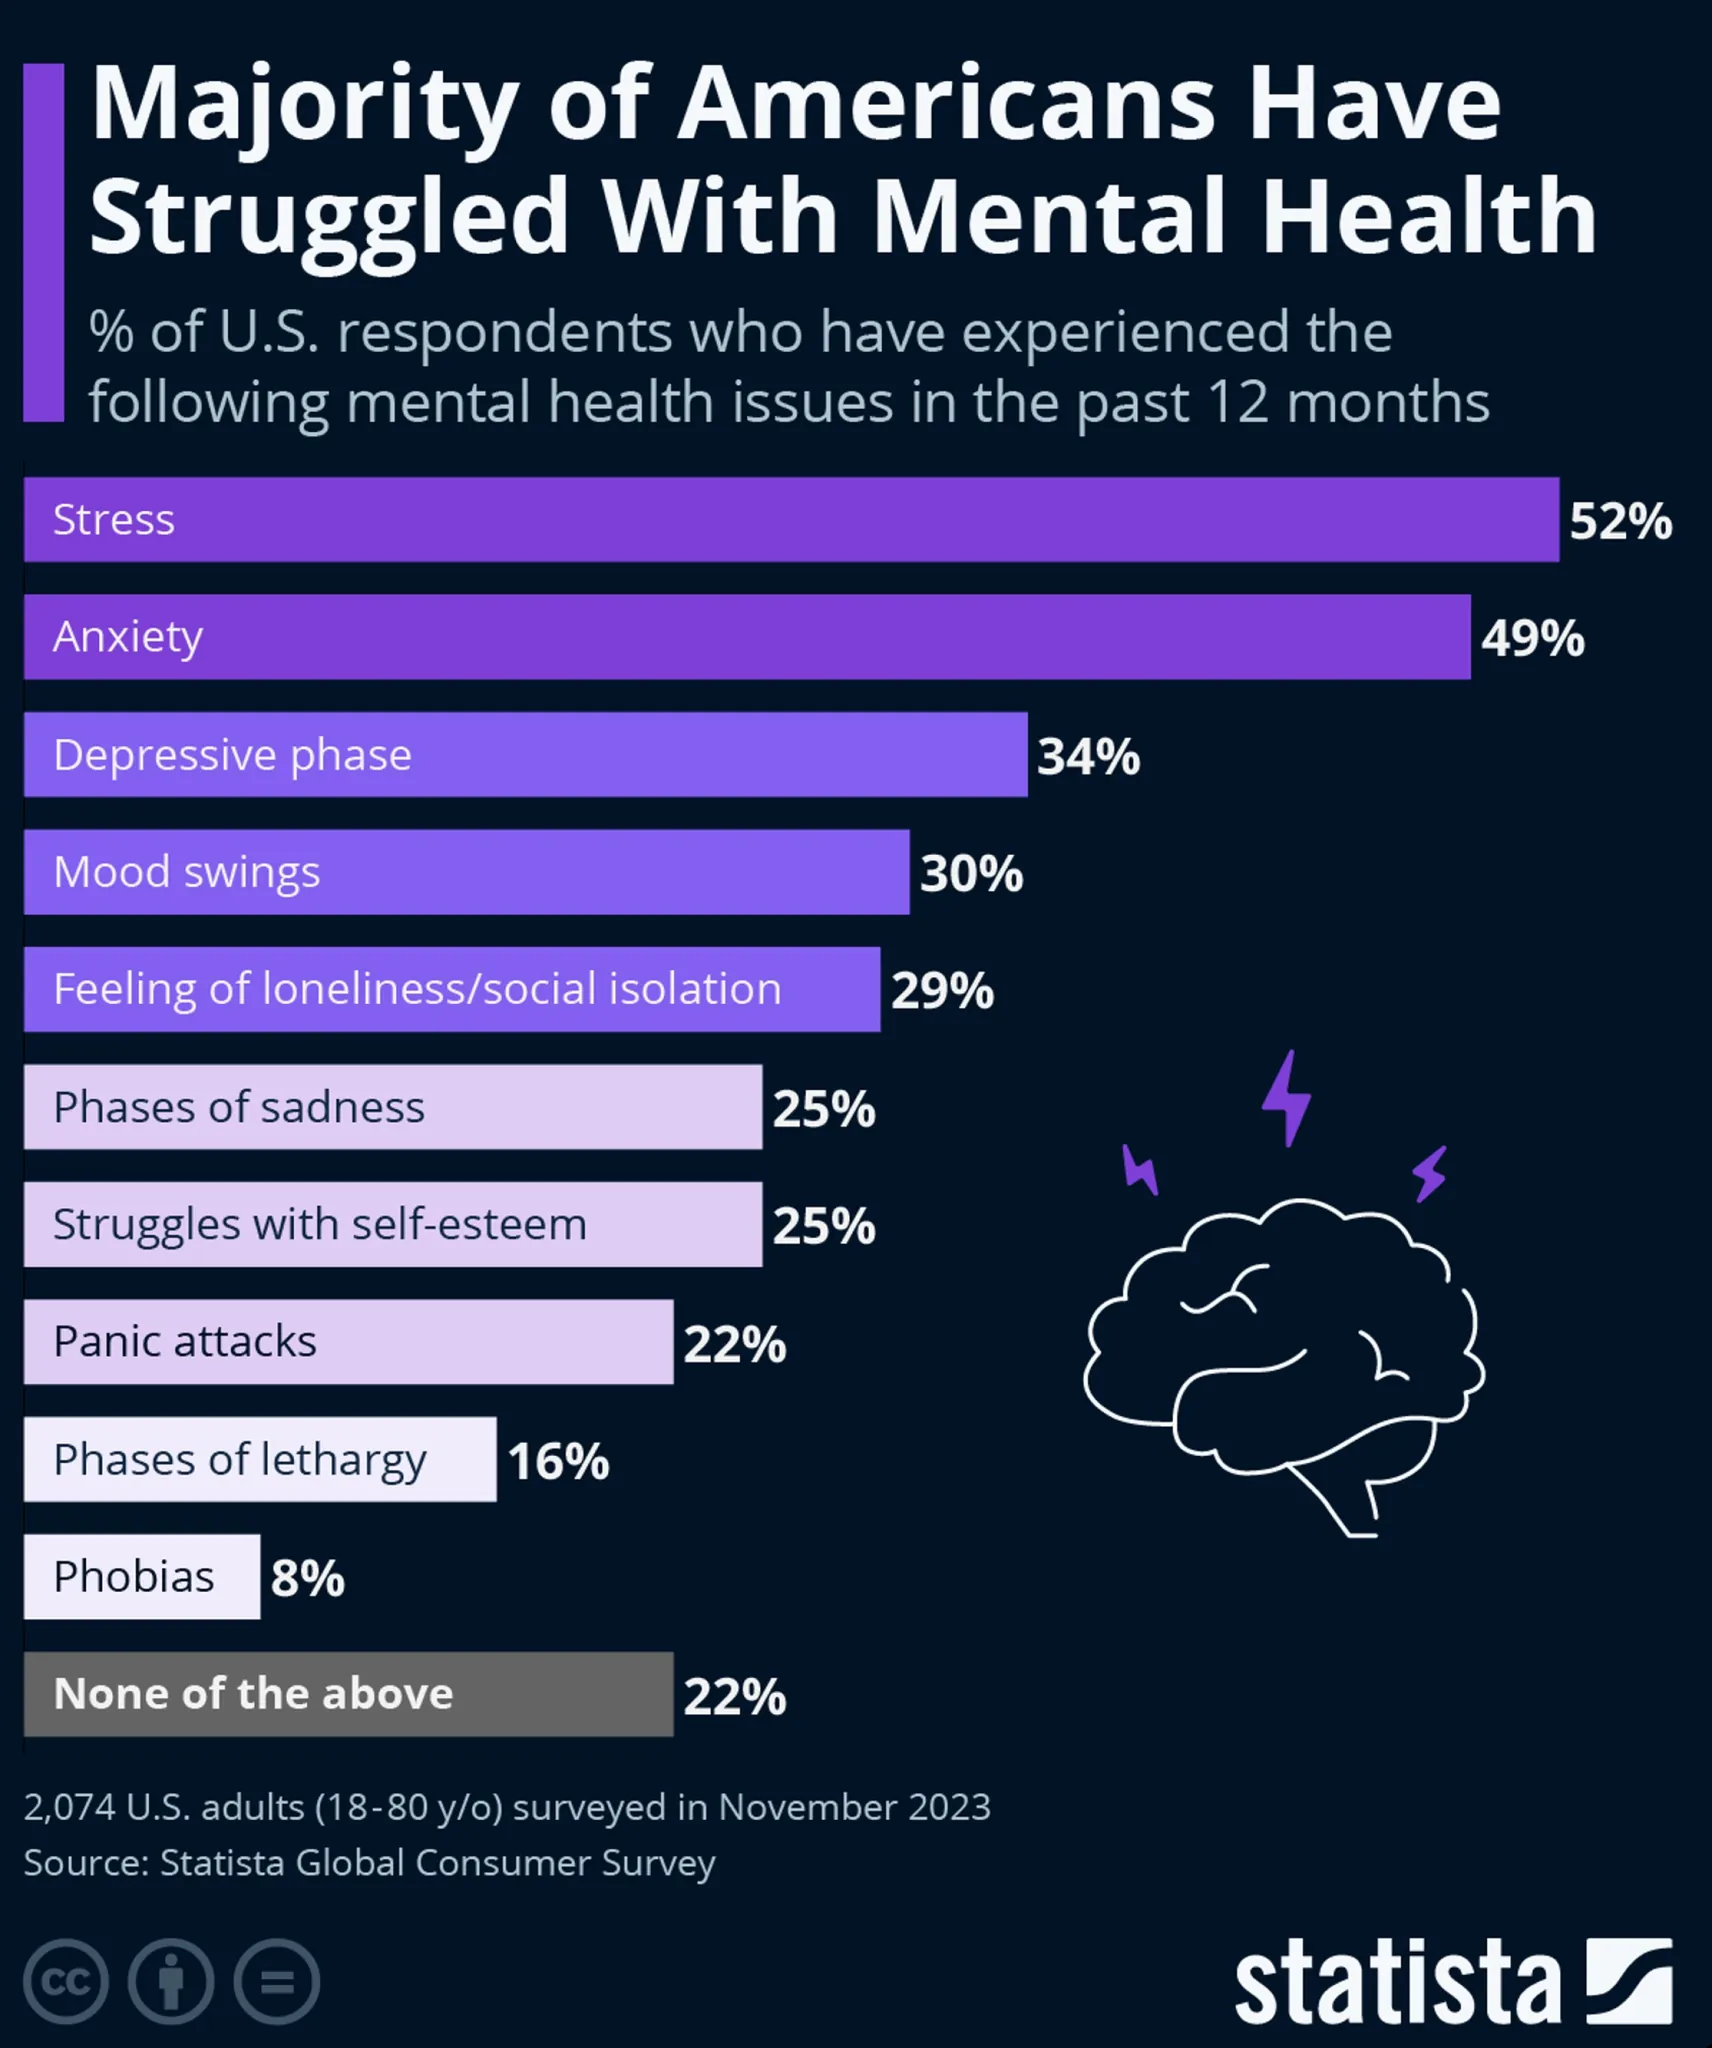 Majority of Americans Have
Struggled With Mental Health
% of U.S. respondents who have experienced the
following mental health issues in the past 12 months
Stress 52%
Anxiety 49%
Depressive phase 34%
Mood swings 30%
Feeling of loneliness/social isolation 29%
Phases of sadness 25%
Struggles with self-esteem 25%
Panic attacks 22%
Phases of lethargy 16%
Phobias 8%
None of the above 22%
2,074 U.S. adults (18-80 y/o) surveyed in November 2023
Source: Statista Global Consumer Survey
cc statista